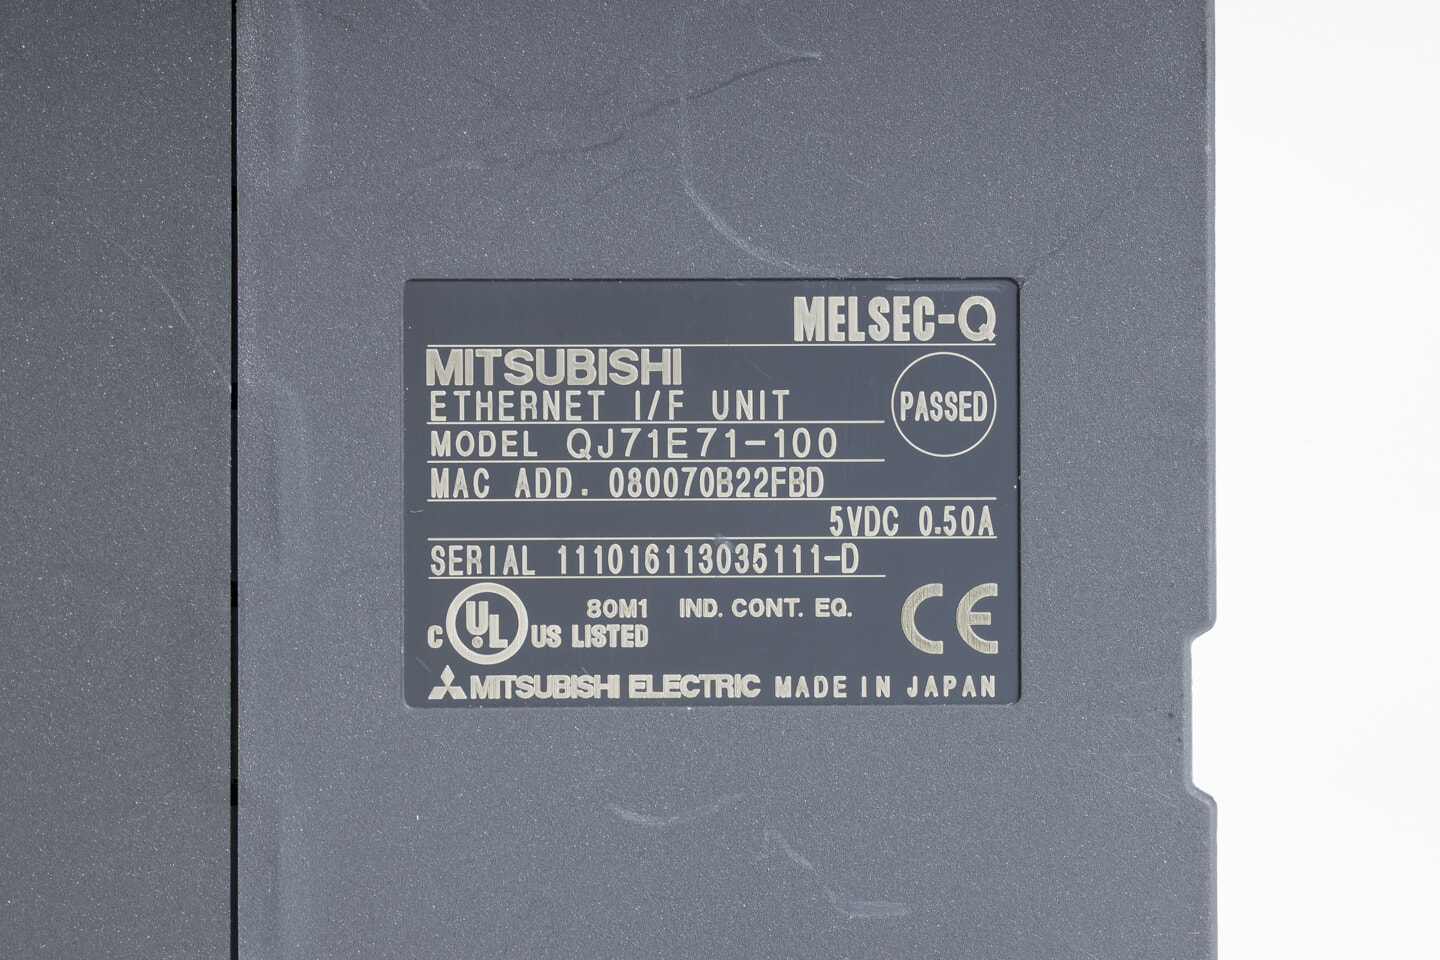 MELSEC-Q
MITSUBISHI
ETHERNET I/F UNIT
PASSED
MODEL QJ71E71-100
MAC ADD. 080070B22FBD
5VDC 0.50A
SERIAL 111016113035111-D
80M1 IND. CONT. EQ.
C UL US LISTED
CE
MITSUBISHI ELECTRIC MADE IN JAPAN